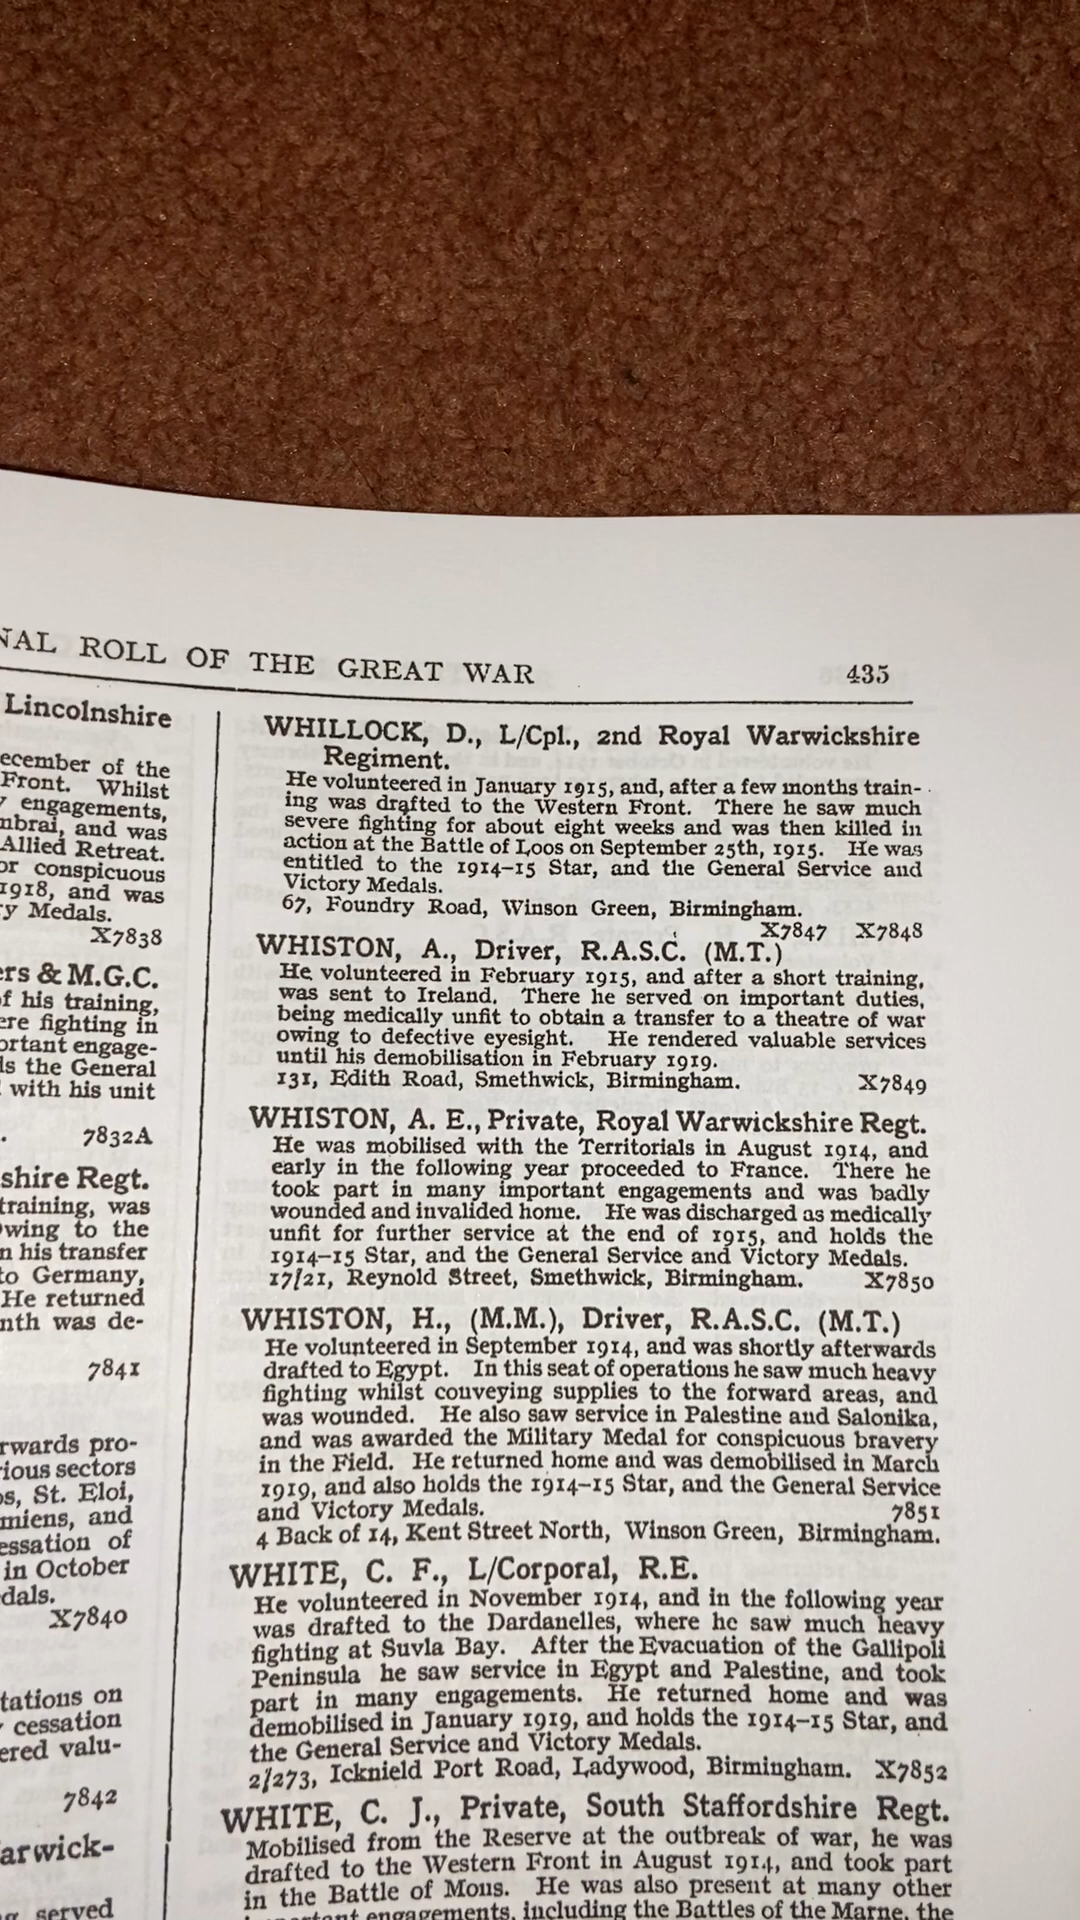 NAL ROLL OF THE GREAT WAR 435
Lincolnshire
ecember of the
Front. Whilst
engagements,
mbrai, and was
Allied Retreat.
or conspicuous
1918, and was
y Medals.
X7838
ers & M.G.C.
of his training,
ere fighting in
ortant engage-
ds the General
with his unit
7832A
shire Regt.
training, was
owing to the
n his transfer
to Germany,
He returned
nth was de-
7841
rwards pro-
rious sectors
os, St. Eloi,
miens, and
essation of
in October
dals.
X7840
tations on
cessation
ered valu-
7842
arwick-
served
WHILLOCK, D., L/Cpl., 2nd Royal Warwickshire
Regiment.
He volunteered in January 1915, and, after a few months train-
ing was drafted to the Western Front. There he saw much
severe fighting for about eight weeks and was then killed in
action at the Battle of Loos on September 25th, 1915. He was
entitled to the 1914-15 Star, and the General Service and
Victory Medals.
67, Foundry Road, Winson Green, Birmingham.
X7847 X7848
WHISTON, A., Driver, R.A.S.C. (M.T.)
He volunteered in February 1915, and after a short training,
was sent to Ireland. There he served on important duties,
being medically unfit to obtain a transfer to a theatre of war
owing to defective eyesight. He rendered valuable services
until his demobilisation in February 1919.
131, Edith Road, Smethwick, Birmingham. X7849
WHISTON, A. E., Private, Royal Warwickshire Regt.
He was mobilised with the Territorials in August 1914, and
early in the following year proceeded to France. There he
took part in many important engagements and was badly
wounded and invalided home. He was discharged as medically
unfit for further service at the end of 1915, and holds the
1914-15 Star, and the General Service and Victory Medals.
17/21, Reynold Street, Smethwick, Birmingham. X7850
WHISTON, H., (M.M.), Driver, R.A.S.C. (M.T.)
He volunteered in September 1914, and was shortly afterwards
drafted to Egypt. In this seat of operations he saw much heavy
fighting whilst conveying supplies to the forward areas, and
was wounded. He also saw service in Palestine and Salonika,
and was awarded the Military Medal for conspicuous bravery
in the Field. He returned home and was demobilised in March
1919, and also holds the 1914-15 Star, and the General Service
and Victory Medals. 7851
4 Back of 14, Kent Street North, Winson Green, Birmingham.
WHITE, C. F., L/Corporal, R.E.
He volunteered in November 1914, and in the following year
was drafted to the Dardanelles, where he saw much heavy
fighting at Suvla Bay. After the Evacuation of the Gallipoli
Peninsula he saw service in Egypt and Palestine, and took
part in many engagements. He returned home and was
demobilised in January 1919, and holds the 1914-15 Star, and
the General Service and Victory Medals.
2/273, Icknield Port Road, Ladywood, Birmingham. X7852
WHITE, C. J., Private, South Staffordshire Regt.
Mobilised from the Reserve at the outbreak of war, he was
drafted to the Western Front in August 1914, and took part
in the Battle of Mons. He was also present at many other
engagements, including the Battles of the Marne, the